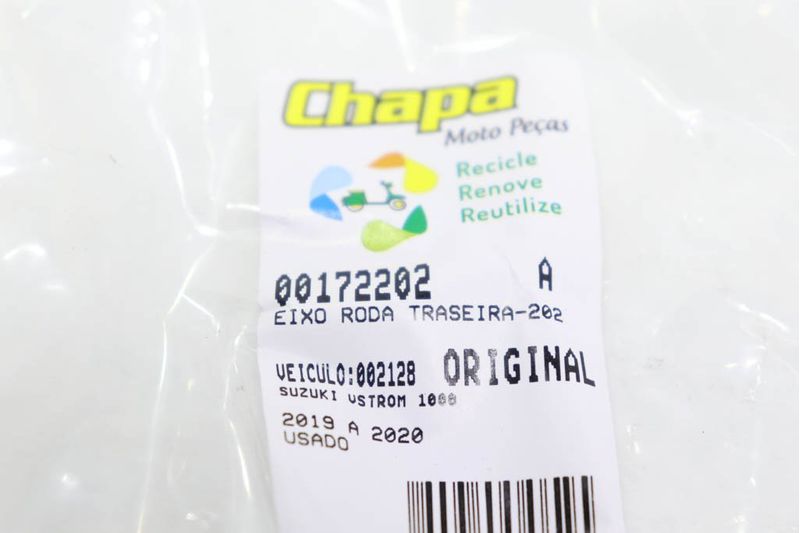 Chapa
Moto Peças
Recicle
Renove
Reutilize
00172202 A
EIXO RODA TRASEIRA-202
VEICULO:002128 ORIGINAL
SUZUKI VSTROM 1000
2019 A 2020
USADO